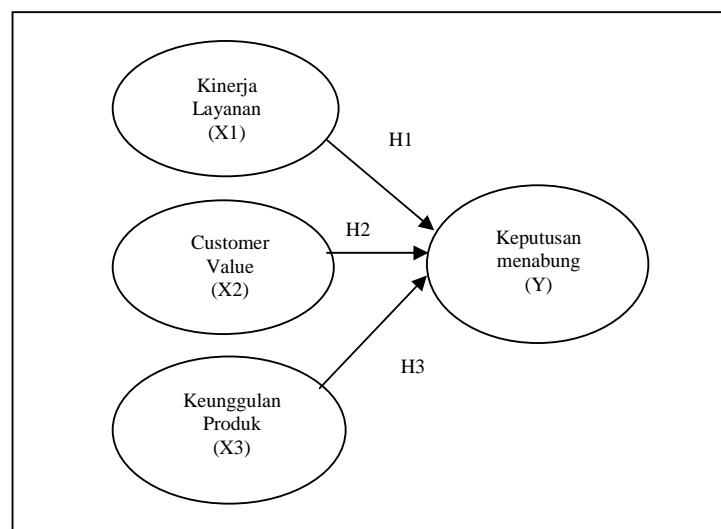 Kinerja
Layanan
(X1)
H1
H2
Customer
Value
(X2)
Keputusan
menabung
(Y)
H3
Keunggulan
Produk
(X3)